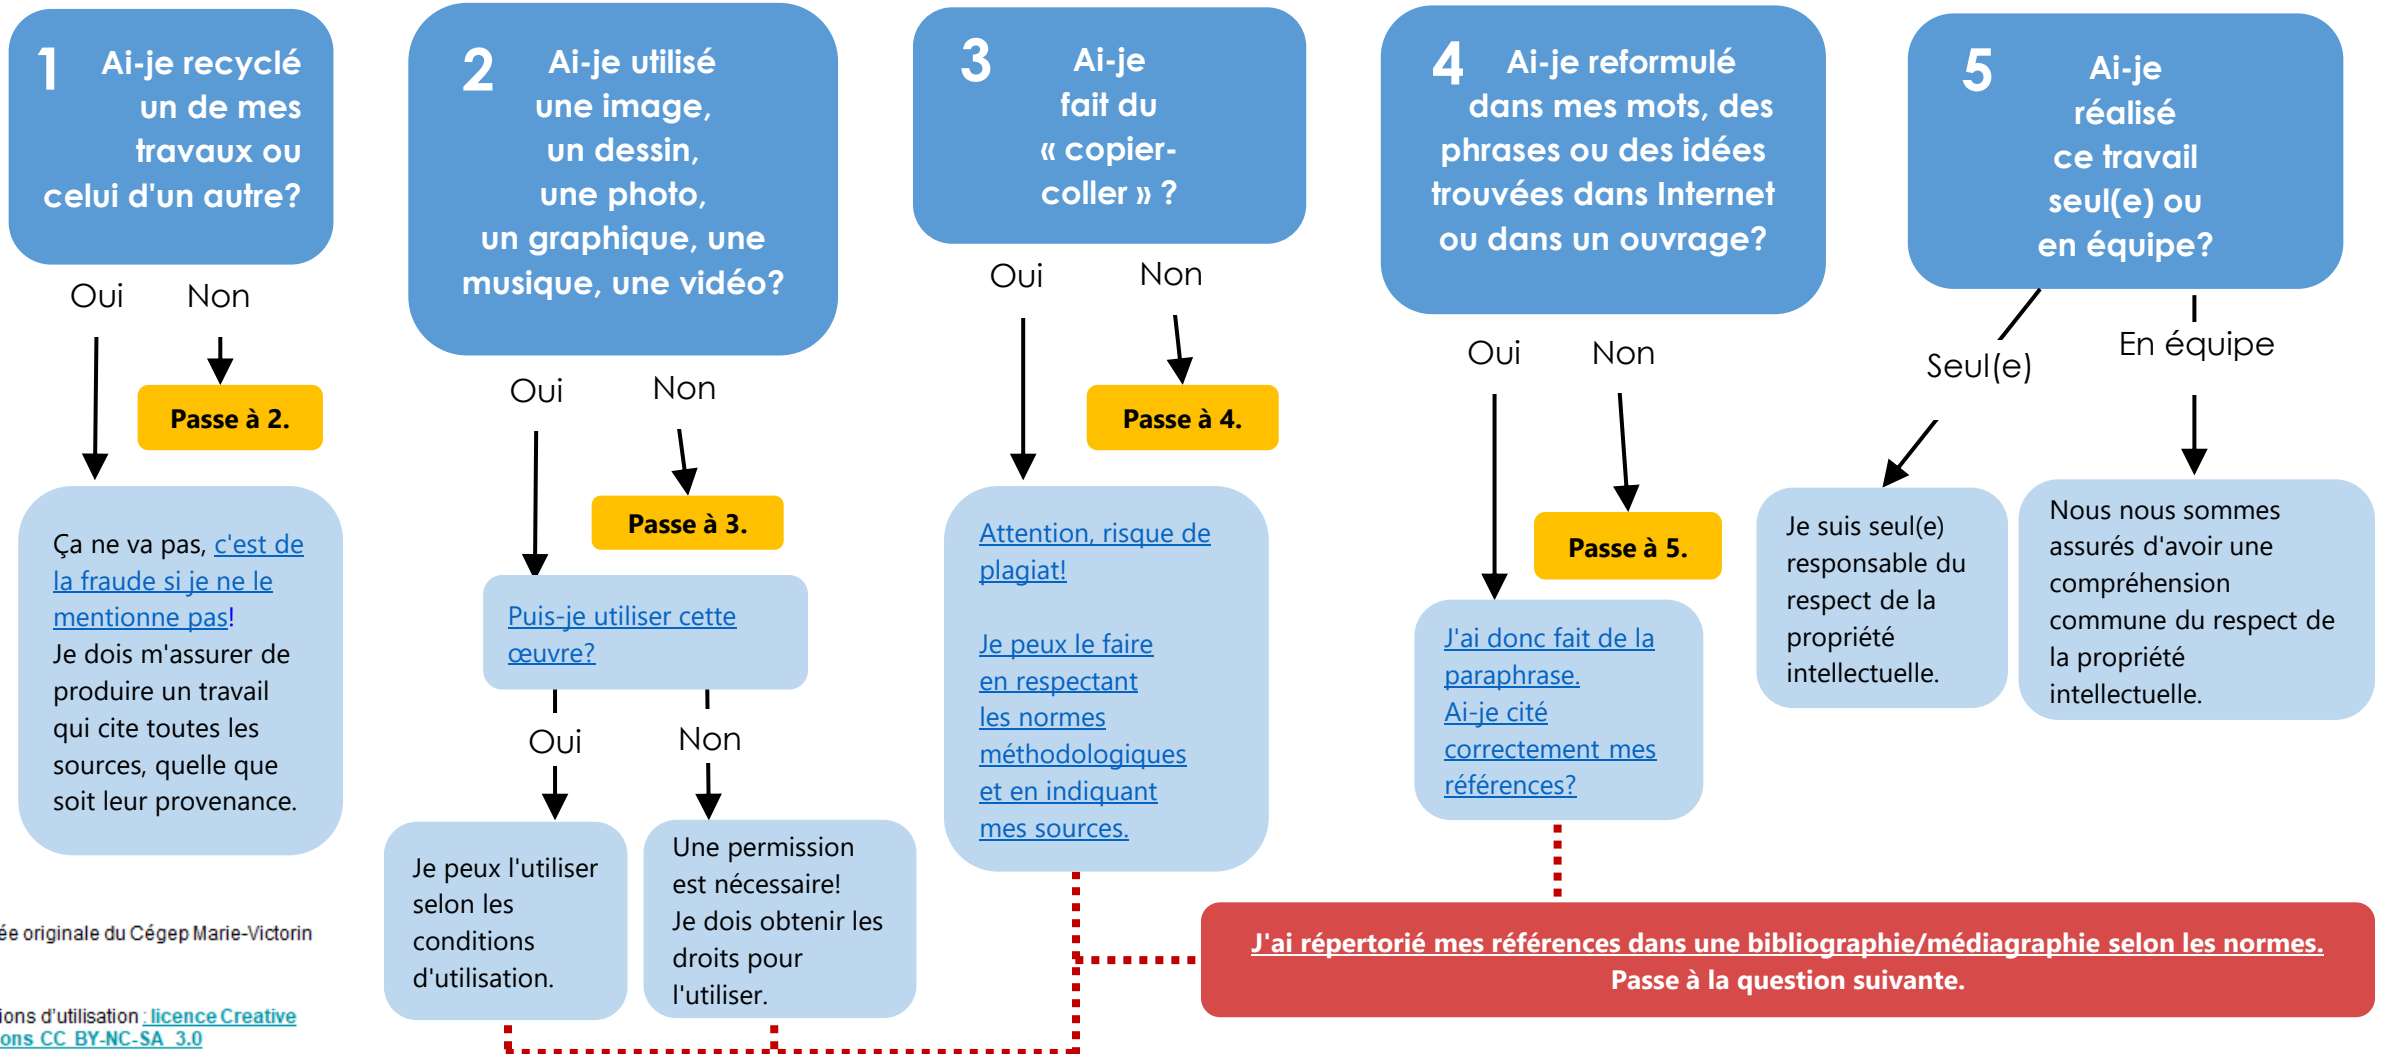 1 Ai-je recyclé
un de mes
travaux ou
celui d'un autre?
Oui Non
Passe à 2.
Ça ne va pas, c'est de
la fraude si je ne le
mentionne pas!
Je dois m'assurer de
produire un travail
qui cite toutes les
sources, quelle que
soit leur provenance.
2 Ai-je utilisé
une image,
un dessin,
une photo,
un graphique, une
musique, une vidéo?
Oui Non
Passe à 3.
Puis-je utiliser cette
œuvre?
Oui Non
Je peux l'utiliser
selon les
conditions
d'utilisation.
Une permission
est nécessaire!
Je dois obtenir les
droits pour
l'utiliser.
3 Ai-je
fait du
« copier-
coller » ?
Oui Non
Passe à 4.
Attention, risque de
plagiat!
Je peux le faire
en respectant
les normes
méthodologiques
et en indiquant
mes sources.
4 Ai-je reformulé
dans mes mots, des
phrases ou des idées
trouvées dans Internet
ou dans un ouvrage?
Oui Non
Passe à 5.
J'ai donc fait de la
paraphrase.
Ai-je cité
correctement mes
références?
5 Ai-je
réalisé
ce travail
seul(e) ou
en équipe?
Seul(e) En équipe
Je suis seul(e)
responsable du
respect de la
propriété
intellectuelle.
Nous nous sommes
assurés d'avoir une
compréhension
commune du respect de
la propriété
intellectuelle.
J'ai répertorié mes références dans une bibliographie/médiagraphie selon les normes.
Passe à la question suivante.
ée originale du Cégep Marie-Victorin
ions d'utilisation : licence Creative
ons CC BY-NC-SA 3.0